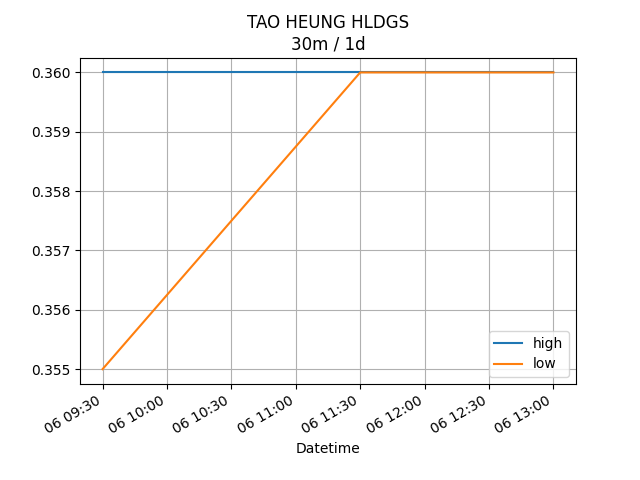 TAO HEUNG HLDGS
30m / 1d
0.360
0.359
0.358
0.357
0.356
0.355
high
low
06 09:30
06 10:00
06 10:30
06 11:00
06 11:30
06 12:00
06 12:30
06 13:00
Datetime